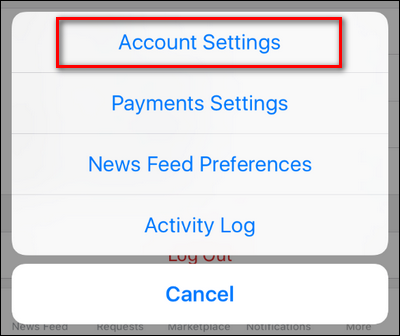 Account Settings
Payments Settings
News Feed Preferences
Activity Log
Log Out
Cancel
News Feed Requests Marketplace Notifications More